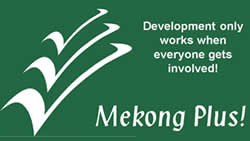 Development only
works when
everyone gets
involved!
Mekong Plus!